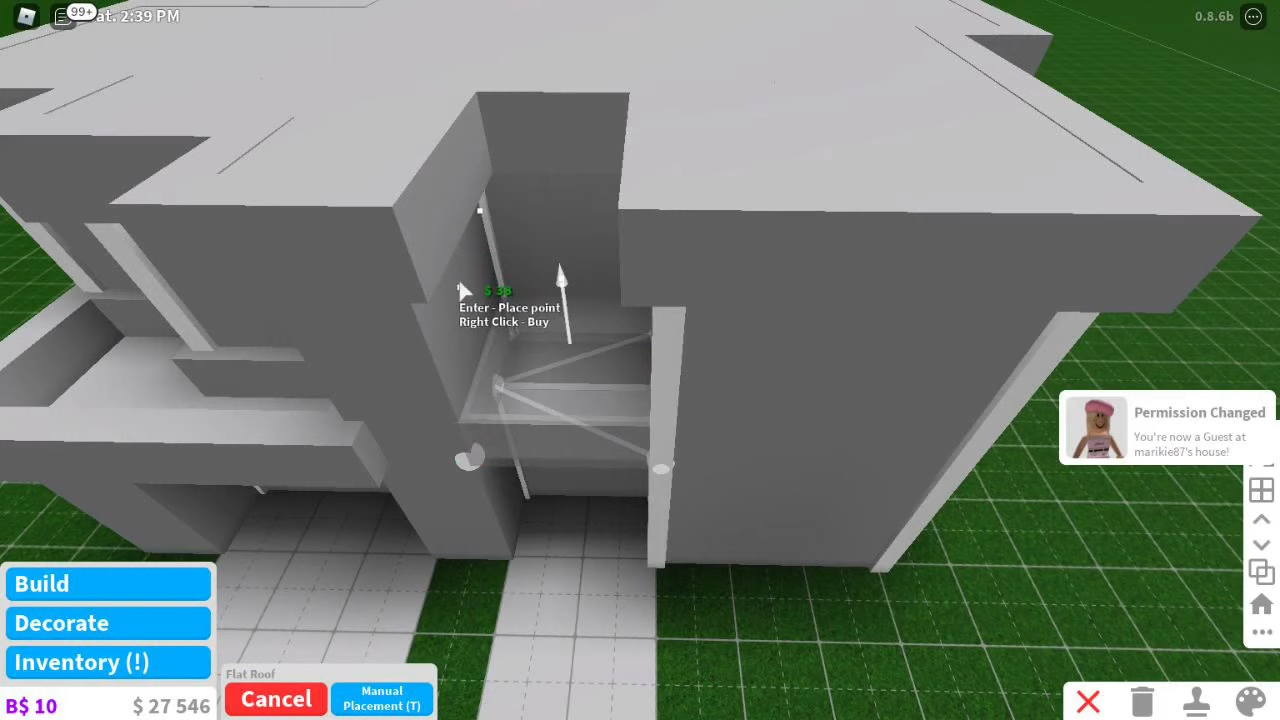 99+
at. 2:39 PM
0.8.6b
$ 38
Enter - Place point
Right Click - Buy
Permission Changed
You're now a Guest at
marikie87's house!
Build
Decorate
Inventory (!)
B$ 10
$ 27 546
Flat Roof
Cancel
Manual
Placement (T)